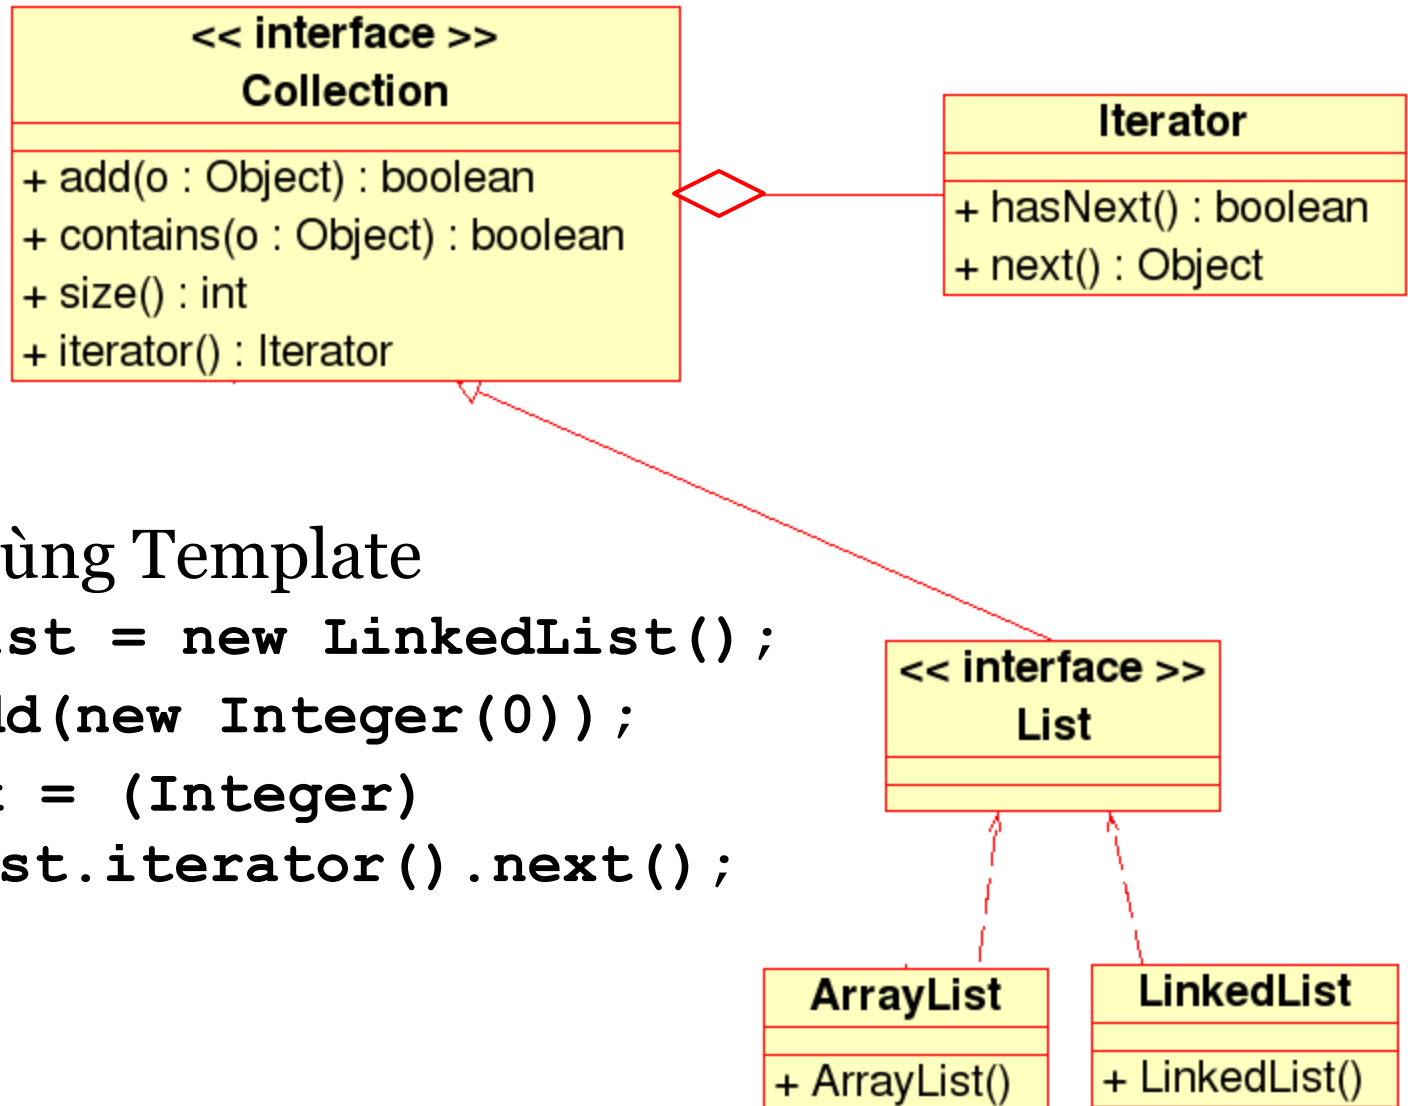 << interface >>
Collection
+ add(o : Object) : boolean
+ contains(o : Object) : boolean
+ size() : int
+ iterator() : Iterator
Iterator
+ hasNext() : boolean
+ next() : Object
ùng Template
st = new LinkedList();
d(new Integer(0));
= (Integer)
st.iterator().next();
<< interface >>
List
ArrayList
+ ArrayList()
LinkedList
+ LinkedList()